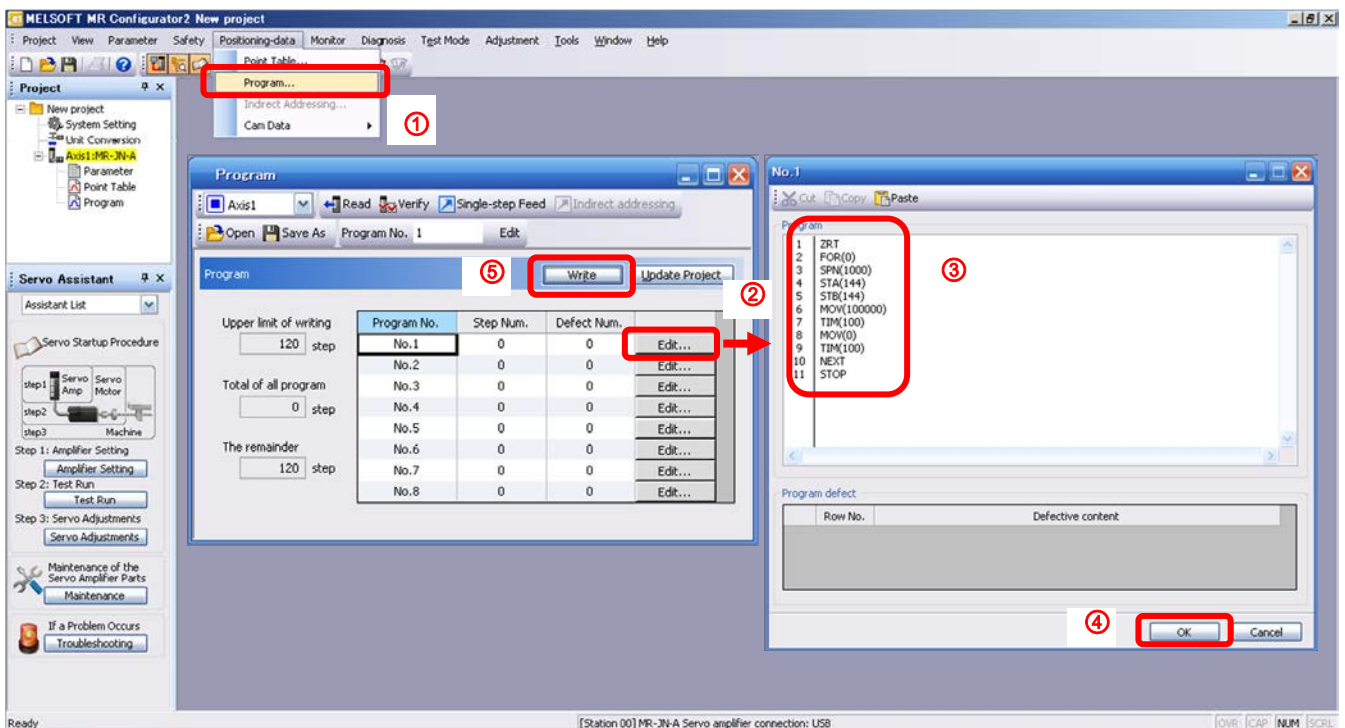 MELSOFT MR Configurator2 New project
Project View Parameter Safety Positioning-data Monitor Diagnosis Test Mode Adjustment Tools Window Help
Point Table...
Program...
Indirect Addressing...
Cam Data
①
Project
New project
System Setting
Unit Conversion
Axis1:MR-JN-A
Parameter
Point Table
Program
Servo Assistant
Assistant List
Servo Startup Procedure
step1
Servo Amp
Servo Motor
step2
step3
Machine
Step 1: Amplifier Setting
Amplifier Setting
Step 2: Test Run
Test Run
Step 3: Servo Adjustments
Servo Adjustments
Maintenance of the
Servo Amplifier Parts
Maintenance
If a Problem Occurs
Troubleshooting
Program
Axis1 Read Verify Single-step Feed Indirect addressing
Open Save As Program No. 1 Edit
Program ⑤ Write Update Project
②
Upper limit of writing
120 step
Total of all program
0 step
The remainder
120 step
Program No. Step Num. Defect Num.
No.1 0 0 Edit...
No.2 0 0 Edit...
No.3 0 0 Edit...
No.4 0 0 Edit...
No.5 0 0 Edit...
No.6 0 0 Edit...
No.7 0 0 Edit...
No.8 0 0 Edit...
No.1
Cut Copy Paste
Program
1 ZRT
2 FOR(0)
3 SPN(1000)
4 STA(144)
5 STB(144)
6 MOV(100000)
7 TIM(100)
8 MOV(0)
9 TIM(100)
10 NEXT
11 STOP
③
Program defect
Row No. Defective content
④
OK Cancel
Ready
[Station 00] MR-JN-A Servo amplifier connection: USB
OVR CAP NUM SCRL